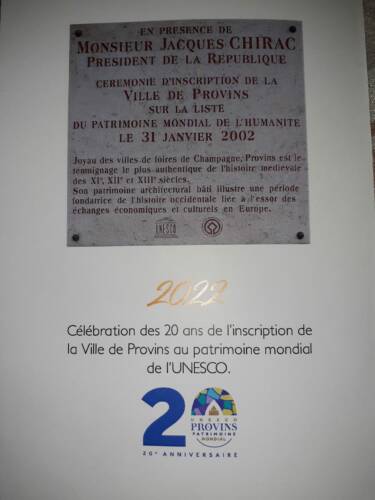 EN PRESENCE DE
MONSIEUR JACQUES CHIRAC
PRESIDENT DE LA REPUBLIQUE
CEREMONIE D'INSCRIPTION DE LA
VILLE DE PROVINS
SUR LA LISTE
DU PATRIMOINE MONDIAL DE L'HUMANITE
LE 31 JANVIER 2002
Joyau des villes de foires de Champagne, Provins est le
temoignage le plus authentique de l'histoire medievale
des XIe, XIIe et XIIIe siècles.
Son patrimoine architectural bâti illustre une période
fondatrice de l'histoire occidentale liée à l'essor des
échanges économiques et culturels en Europe.
UNESCO
2022
Célébration des 20 ans de l'inscription de
la Ville de Provins au patrimoine mondial
de l'UNESCO.
20
UNESCO
PROVINS
PATRIMOINE
MONDIAL
20e ANNIVERSAIRE